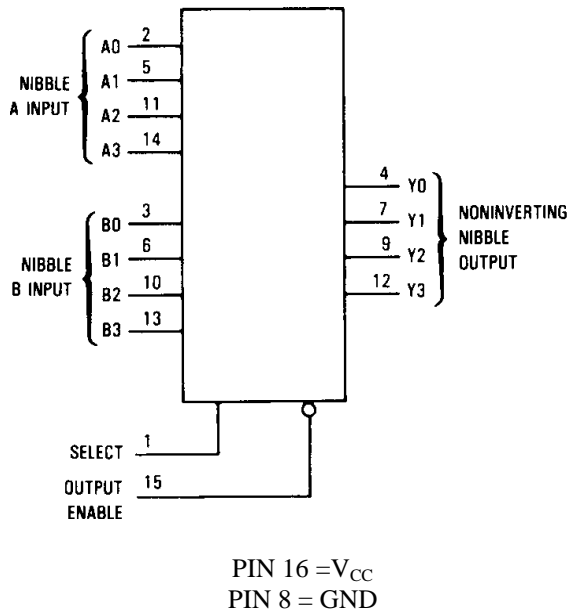 NIBBLE
A INPUT
A0 2
A1 5
A2 11
A3 14
NIBBLE
B INPUT
B0 3
B1 6
B2 10
B3 13
4 Y0
7 Y1
9 Y2
12 Y3
NONINVERTING
NIBBLE
OUTPUT
SELECT 1
OUTPUT 15
ENABLE
PIN 16 =VCC
PIN 8 = GND